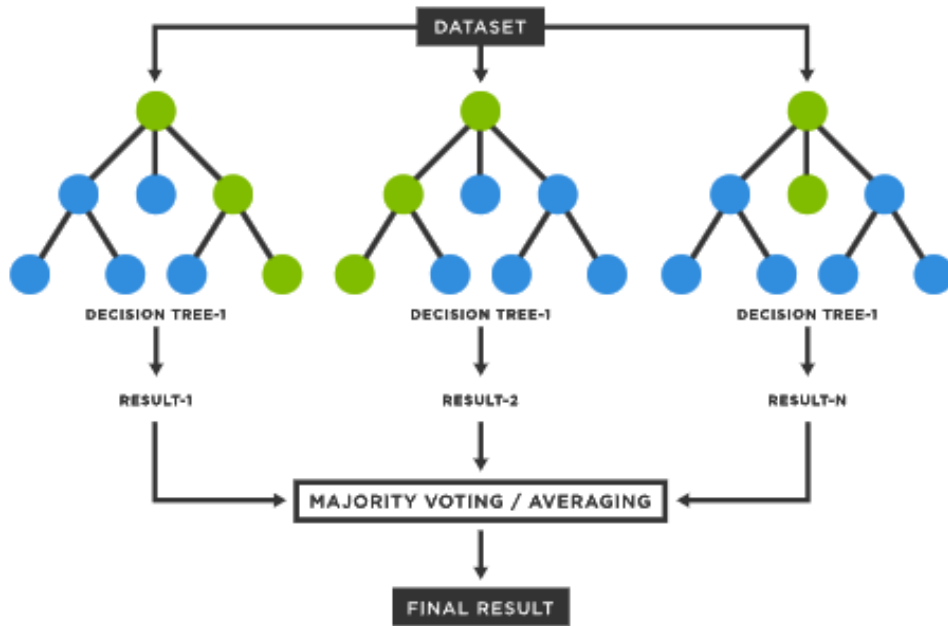 DATASET
DECISION TREE-1
DECISION TREE-1
DECISION TREE-1
RESULT-1
RESULT-2
RESULT-N
MAJORITY VOTING / AVERAGING
FINAL RESULT